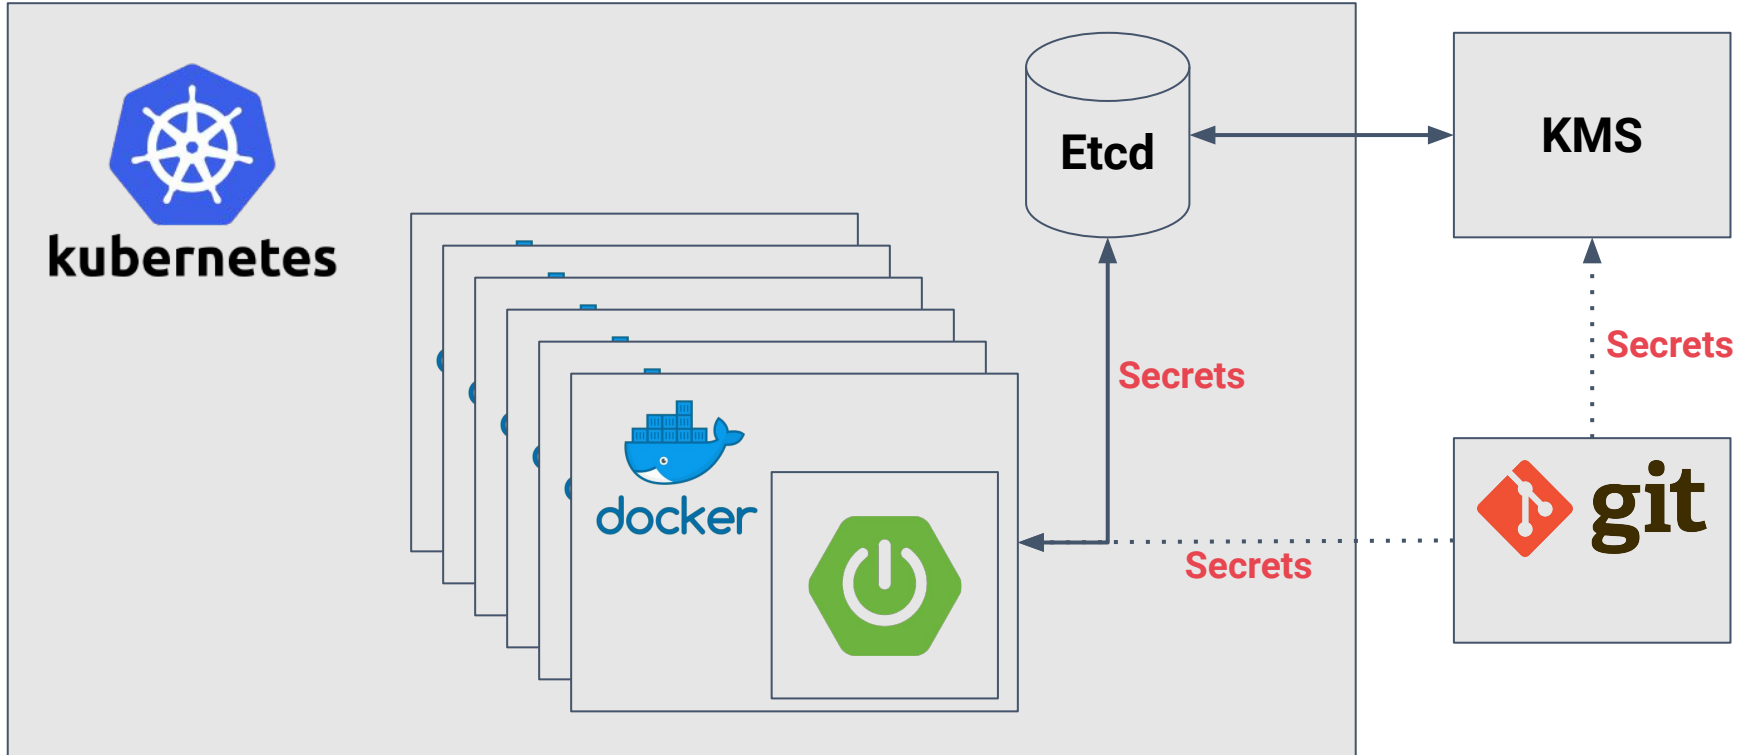 kubernetes
Etcd
KMS
Secrets
Secrets
docker
git
Secrets